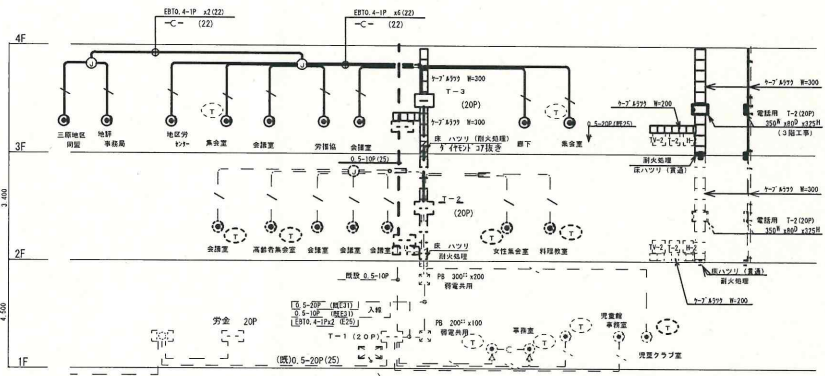 EBT0.4-1P x2(22)
-C- (22)
EBT0.4-1P x6(22)
-C- (22)
4F
J
J
ケーブルラック W=300
T-3
(20P)
ケーブルラック W=300
ケーブルラック W=300
ケーブルラック W=200
電話用 T-2(20P)
350W x80D x325H
(3階工事)
T
T
0.5-20P(既25)
TV-2 T-2 H-2
三原地区
同盟
地評
事務局
地区労
センター
集会室
会議室
労福協
会議室
廊下
集会室
床 ハツリ (耐火処理)
ダイヤモンド コア抜き
3F
0.5-10P(25)
耐火処理
床ハツリ(貫通)
J
3,400
T-2
(20P)
ケーブルラック W=300
電話用 T-2(20P)
350W x80D x325H
T
T
T
T
T
会議室
高齢者集会室
会議室
会議室
会議室
女性集会室
料理教室
床 ハツリ
耐火処理
TV-2 T-2 H-2
2F
床ハツリ(貫通)
耐火処理
既設 0.5-10P
PB 300□ x200
弱電共用
ケーブルラック W=200
4,500
0.5-20P (既E31)
0.5-10P (既E31)
EBT0.4-1Px2 (E25)
入線
PB 200□ x100
弱電共用
労金 20P
T-1(20P)
事務室
C
T
T
児童館
事務室
T
児童クラブ室
(既)0.5-20P(25)
1F